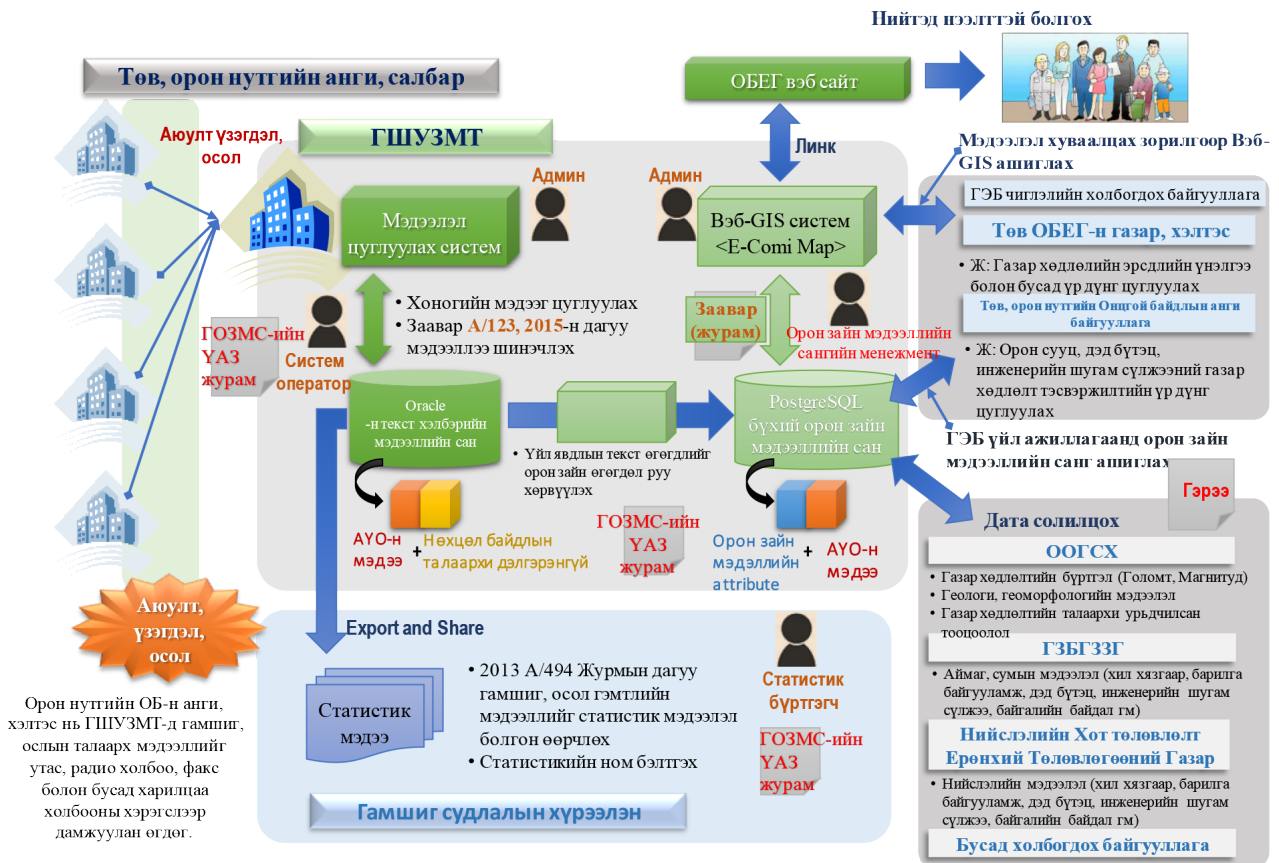 Нийтэд нээлттэй болгох
Төв, орон нутгийн анги, салбар
ОБЕГ вэб сайт
Аюулт үзэгдэл,
осол
ГШУЗМТ
Линк
Мэдээлэл хуваалцах зорилгоор Вэб-
GIS ашиглах
Админ
Админ
Мэдээлэл
цуглуулах систем
Вэб-GIS систем
<E-Comi Map>
ГЭБ чиглэлийн холбогдох байгууллага
Төв ОБЕГ-н газар, хэлтэс
• Ж: Газар хөдлөлийн эрсдлийн үнэлгээ
болон бусад үр дүнг цуглуулах
Төв, орон нутгийн Онцгой байдлын анги
байгууллага
• Ж: Орон сууц, дэд бүтэц,
инженерийн шугам сүлжээний газар
хөдлөлт тэсвэржилтийн үр дүнг
цуглуулах
• Хоногийн мэдээг цуглуулах
• Заавар А/123, 2015-н дагуу
мэдээллээ шинэчлэх
Заавар
(журам)
Орон зайн мэдээллийн
сангийн менежмент
ГОЗМС-ийн
ҮАЗ
журам
Систем
оператор
Oracle
-н текст хэлбэрийн
мэдээллийн сан
PostgreSQL
бүхий орон зайн
мэдээллийн сан
• Үйл явдлын текст өгөгдлийг
орон зайн өгөгдөл руу
хөрвүүлэх
ГЭБ үйл ажиллагаанд орон зайн
мэдээллийн санг ашиглах
Гэрээ
АҮО-н
мэдээ
+
Нөхцөл байдлын
талаархи дэлгэрэнгүй
ГОЗМС-ийн
ҮАЗ
журам
Орон зайн
мэдэллийн
attribute
+
АҮО-н
мэдээ
Дата солилцох
ООГСХ
• Газар хөдлөлтийн бүртгэл (Голомт, Магнитуд)
• Геологи, геоморфологийн мэдээлэл
• Газар хөдлөлтийн талаархи урьдчилсан
тооцоолол
ГЗБГЗЗГ
• Аймаг, сумын мэдээлэл (хил хязгаар, барилга
байгууламж, дэд бүтэц, инженерийн шугам
сүлжээ, байгалийн байдал гм)
Нийслэлийн Хот төлөвлөлт
Ерөнхий Төлөвлөгөөний Газар
• Нийслэлийн мэдээлэл (хил хязгаар, барилга
байгууламж, дэд бүтэц, инженерийн шугам
сүлжээ, байгалийн байдал гм)
Бусад холбогдох байгууллага
Аюулт,
үзэгдэл,
осол
Орон нутгийн ОБ-н анги,
хэлтэс нь ГШУЗМТ-д гамшиг,
ослын талаарх мэдээллийг
утас, радио холбоо, факс
болон бусад харилцаа
холбооны хэрэгслээр
дамжуулан өгдөг.
Export and Share
Статистик
мэдээ
• 2013 А/494 Журмын дагуу
гамшиг, осол гэмтлийн
мэдээллийг статистик мэдээлэл
болгон өөрчлөх
• Статистикийн ном бэлтгэх
Статистик
бүртгэгч
ГОЗМС-ийн
ҮАЗ
журам
Гамшиг судлалын хүрээлэн